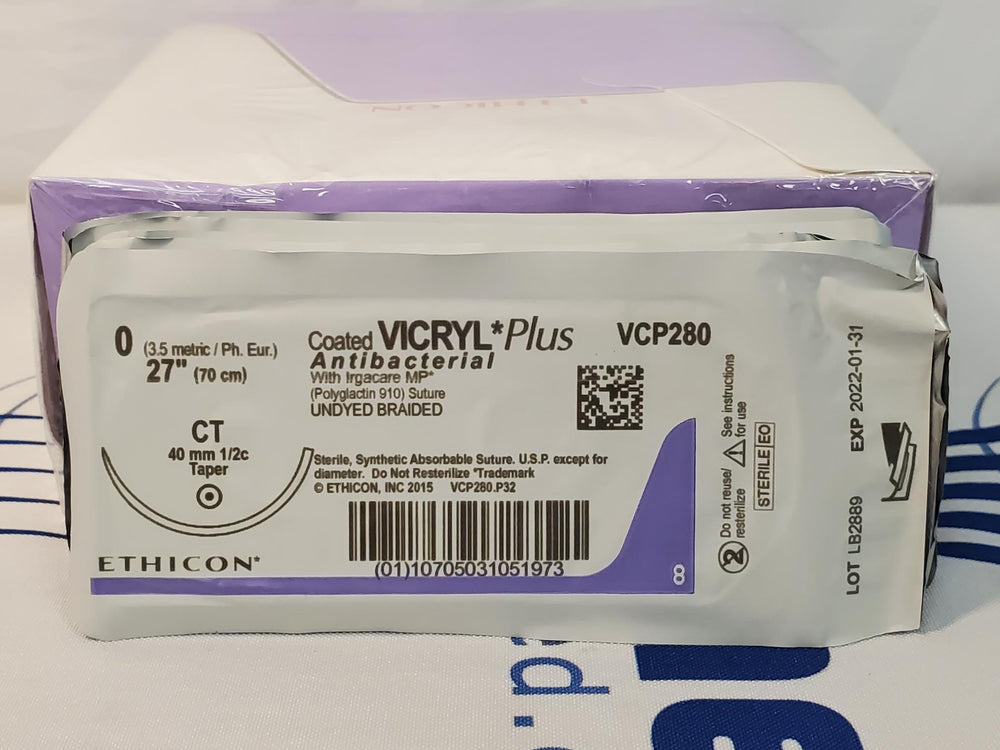 ETHICON
0 (3.5 metric / Ph. Eur.)
27" (70 cm)
CT
40 mm 1/2c
Taper
ETHICON*
Coated VICRYL* Plus
Antibacterial
With Irgacare MP*
(Polyglactin 910) Suture
UNDYED BRAIDED
VCP280
Sterile, Synthetic Absorbable Suture. U.S.P. except for
diameter. Do Not Resterilize *Trademark
© ETHICON, INC 2015 VCP280.P32
(01)10705031051973
8
2 Do not reuse/
resterilize
See instructions
for use
STERILE EO
LOT LB2889 EXP 2022-01-31